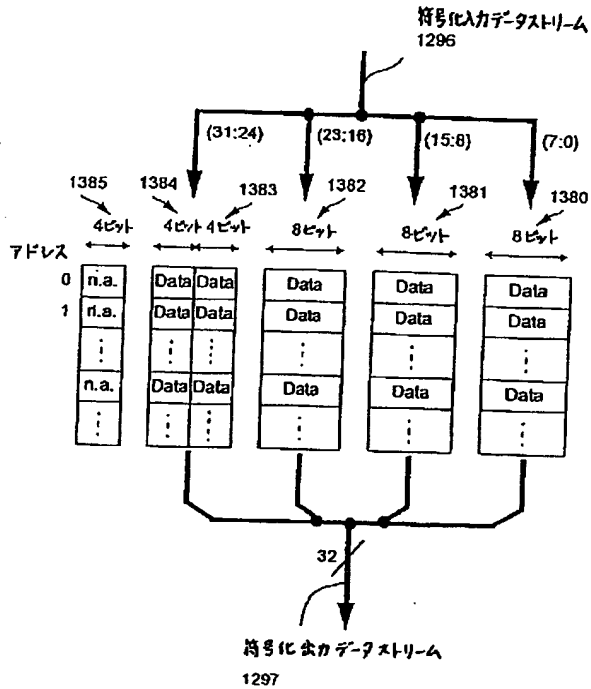 符号化入力データストリーム
1296
{31:24} {23:16} {15:8} {7:0}
1385 1384 1383 1382 1381 1380
4ビット 4ビット 4ビット 8ビット 8ビット 8ビット
アドレス
0 n.a. Data Data Data Data Data
1 n.a. Data Data Data Data Data
n.a. Data Data Data Data Data
32
符号化出力データストリーム
1297